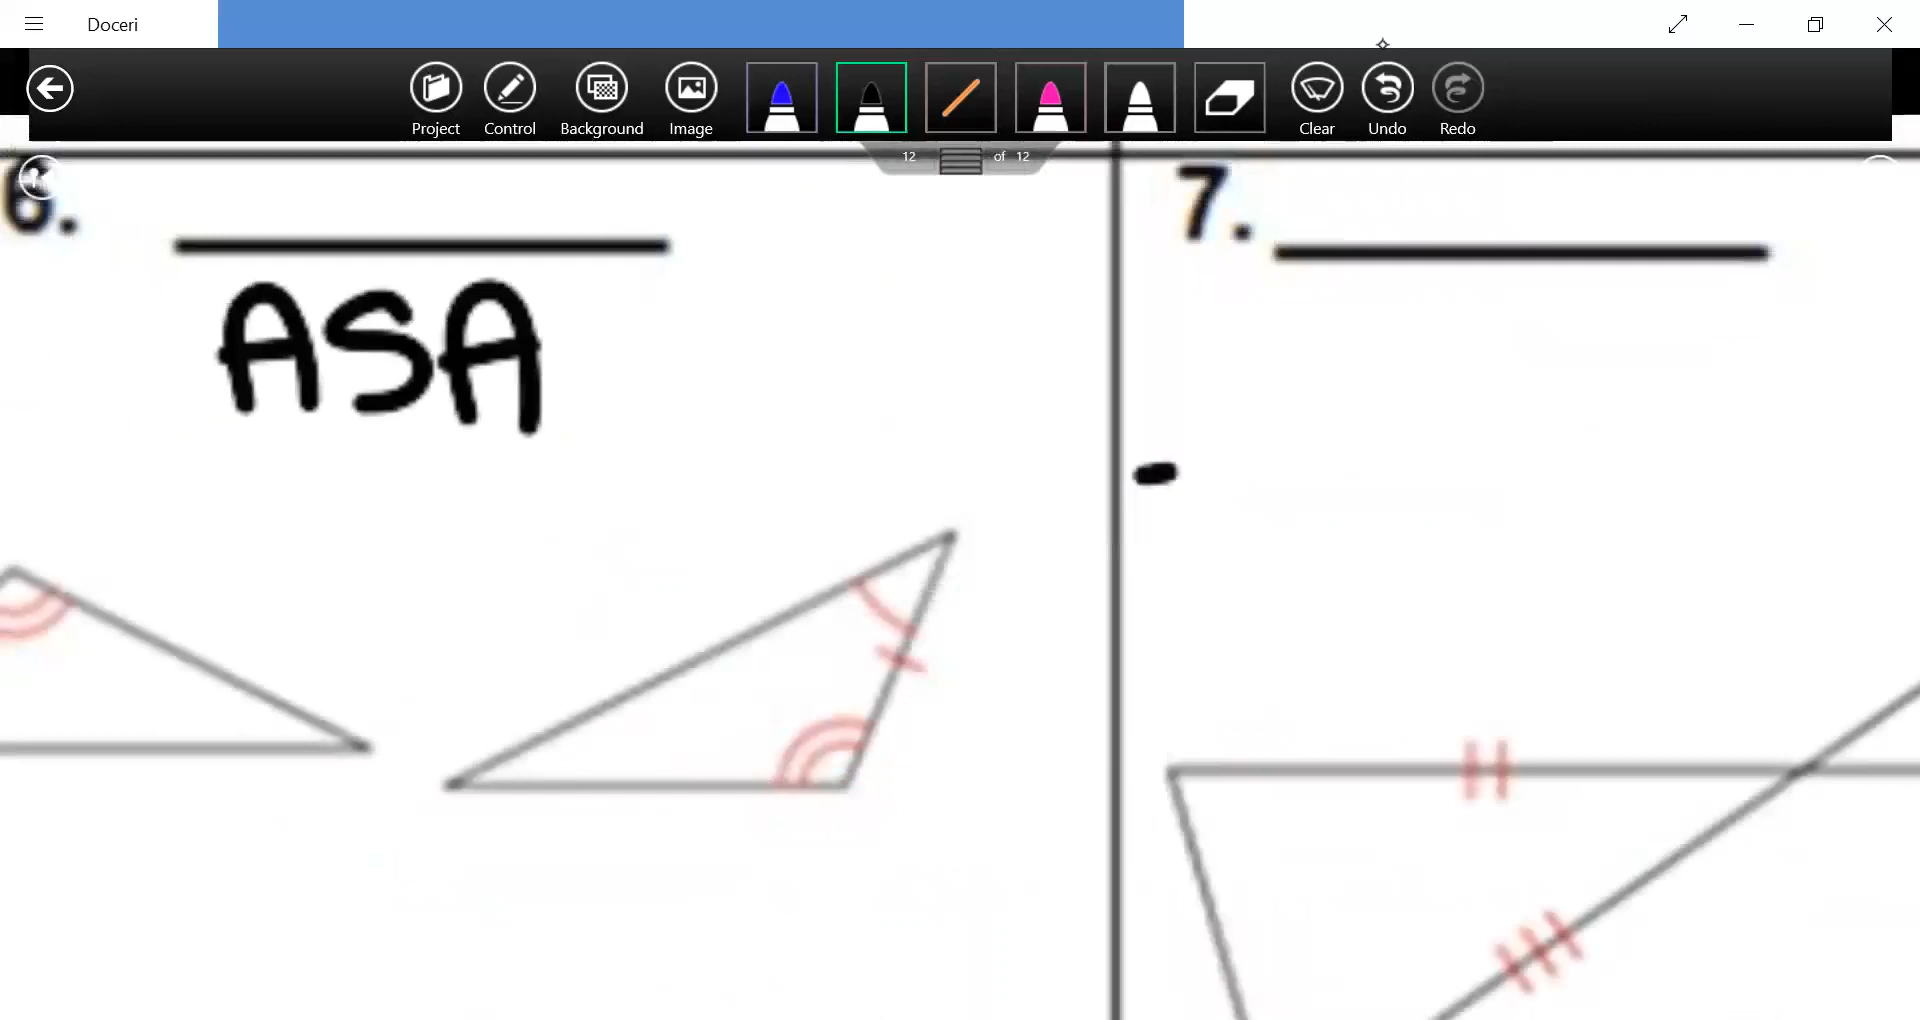 Doceri
Project Control Background Image Clear Undo Redo
12 of 12
6.
7.
ASA